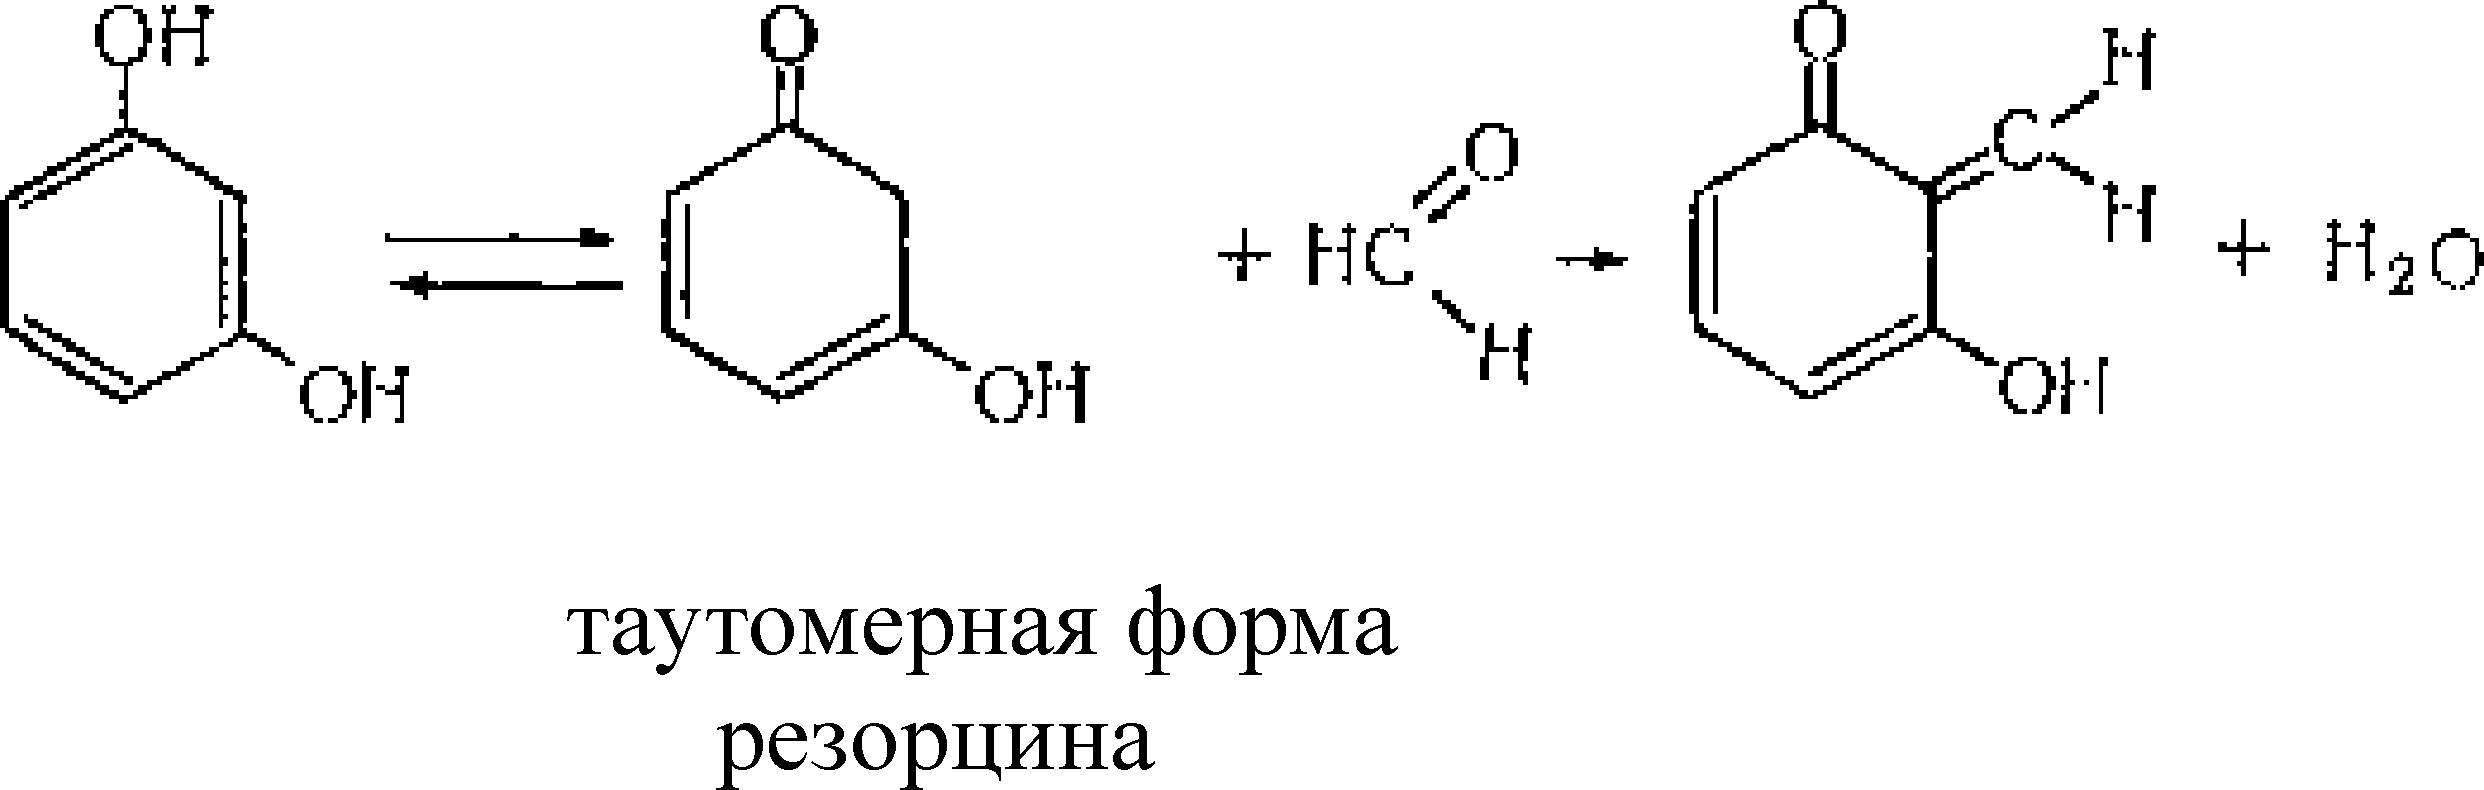 OH O O H
C
O H
+ HC + H₂O
H
OH OH OH
таутомерная форма
резорцина